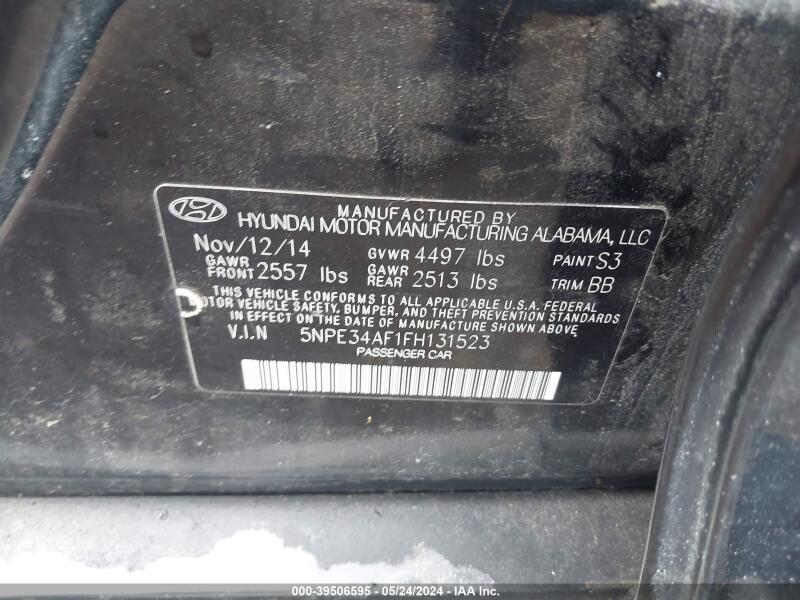 MANUFACTURED BY
HYUNDAI MOTOR MANUFACTURING ALABAMA, LLC
Nov/12/14 GVWR 4497 lbs PAINT S3
GAWR FRONT 2557 lbs GAWR REAR 2513 lbs TRIM BB
THIS VEHICLE CONFORMS TO ALL APPLICABLE U.S.A. FEDERAL
MOTOR VEHICLE SAFETY, BUMPER, AND THEFT PREVENTION STANDARDS
IN EFFECT ON THE DATE OF MANUFACTURE SHOWN ABOVE.
V.I.N 5NPE34AF1FH131523
PASSENGER CAR
000-39506595 - 05/24/2024 - IAA Inc.